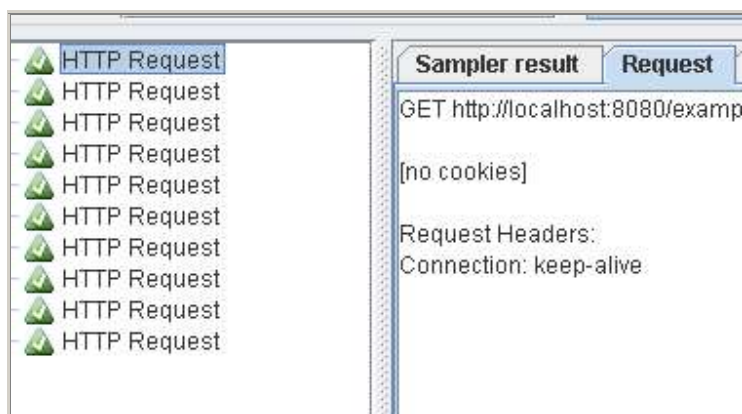 HTTP Request
HTTP Request
HTTP Request
HTTP Request
HTTP Request
HTTP Request
HTTP Request
HTTP Request
HTTP Request
HTTP Request
Sampler result Request
GET http://localhost:8080/examp
[no cookies]
Request Headers:
Connection: keep-alive